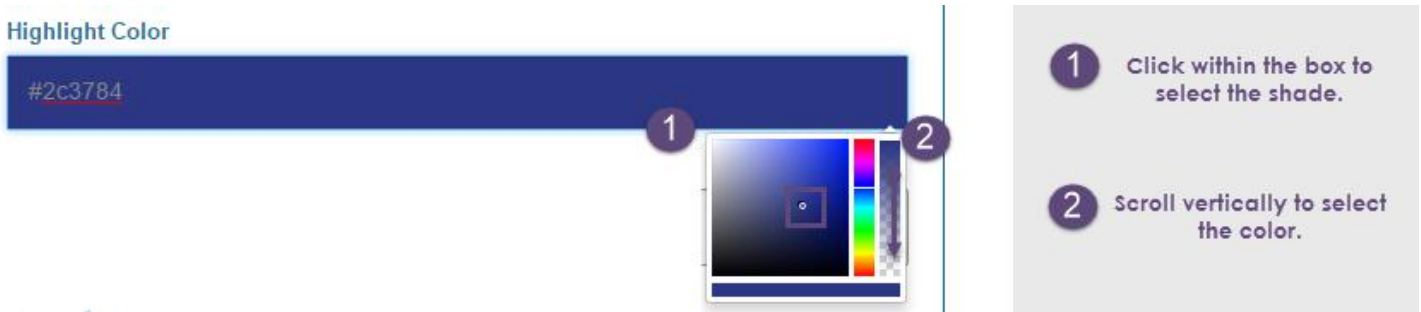 Highlight Color
#2c3784
1
2
1
Click within the box to
select the shade.
2
Scroll vertically to select
the color.